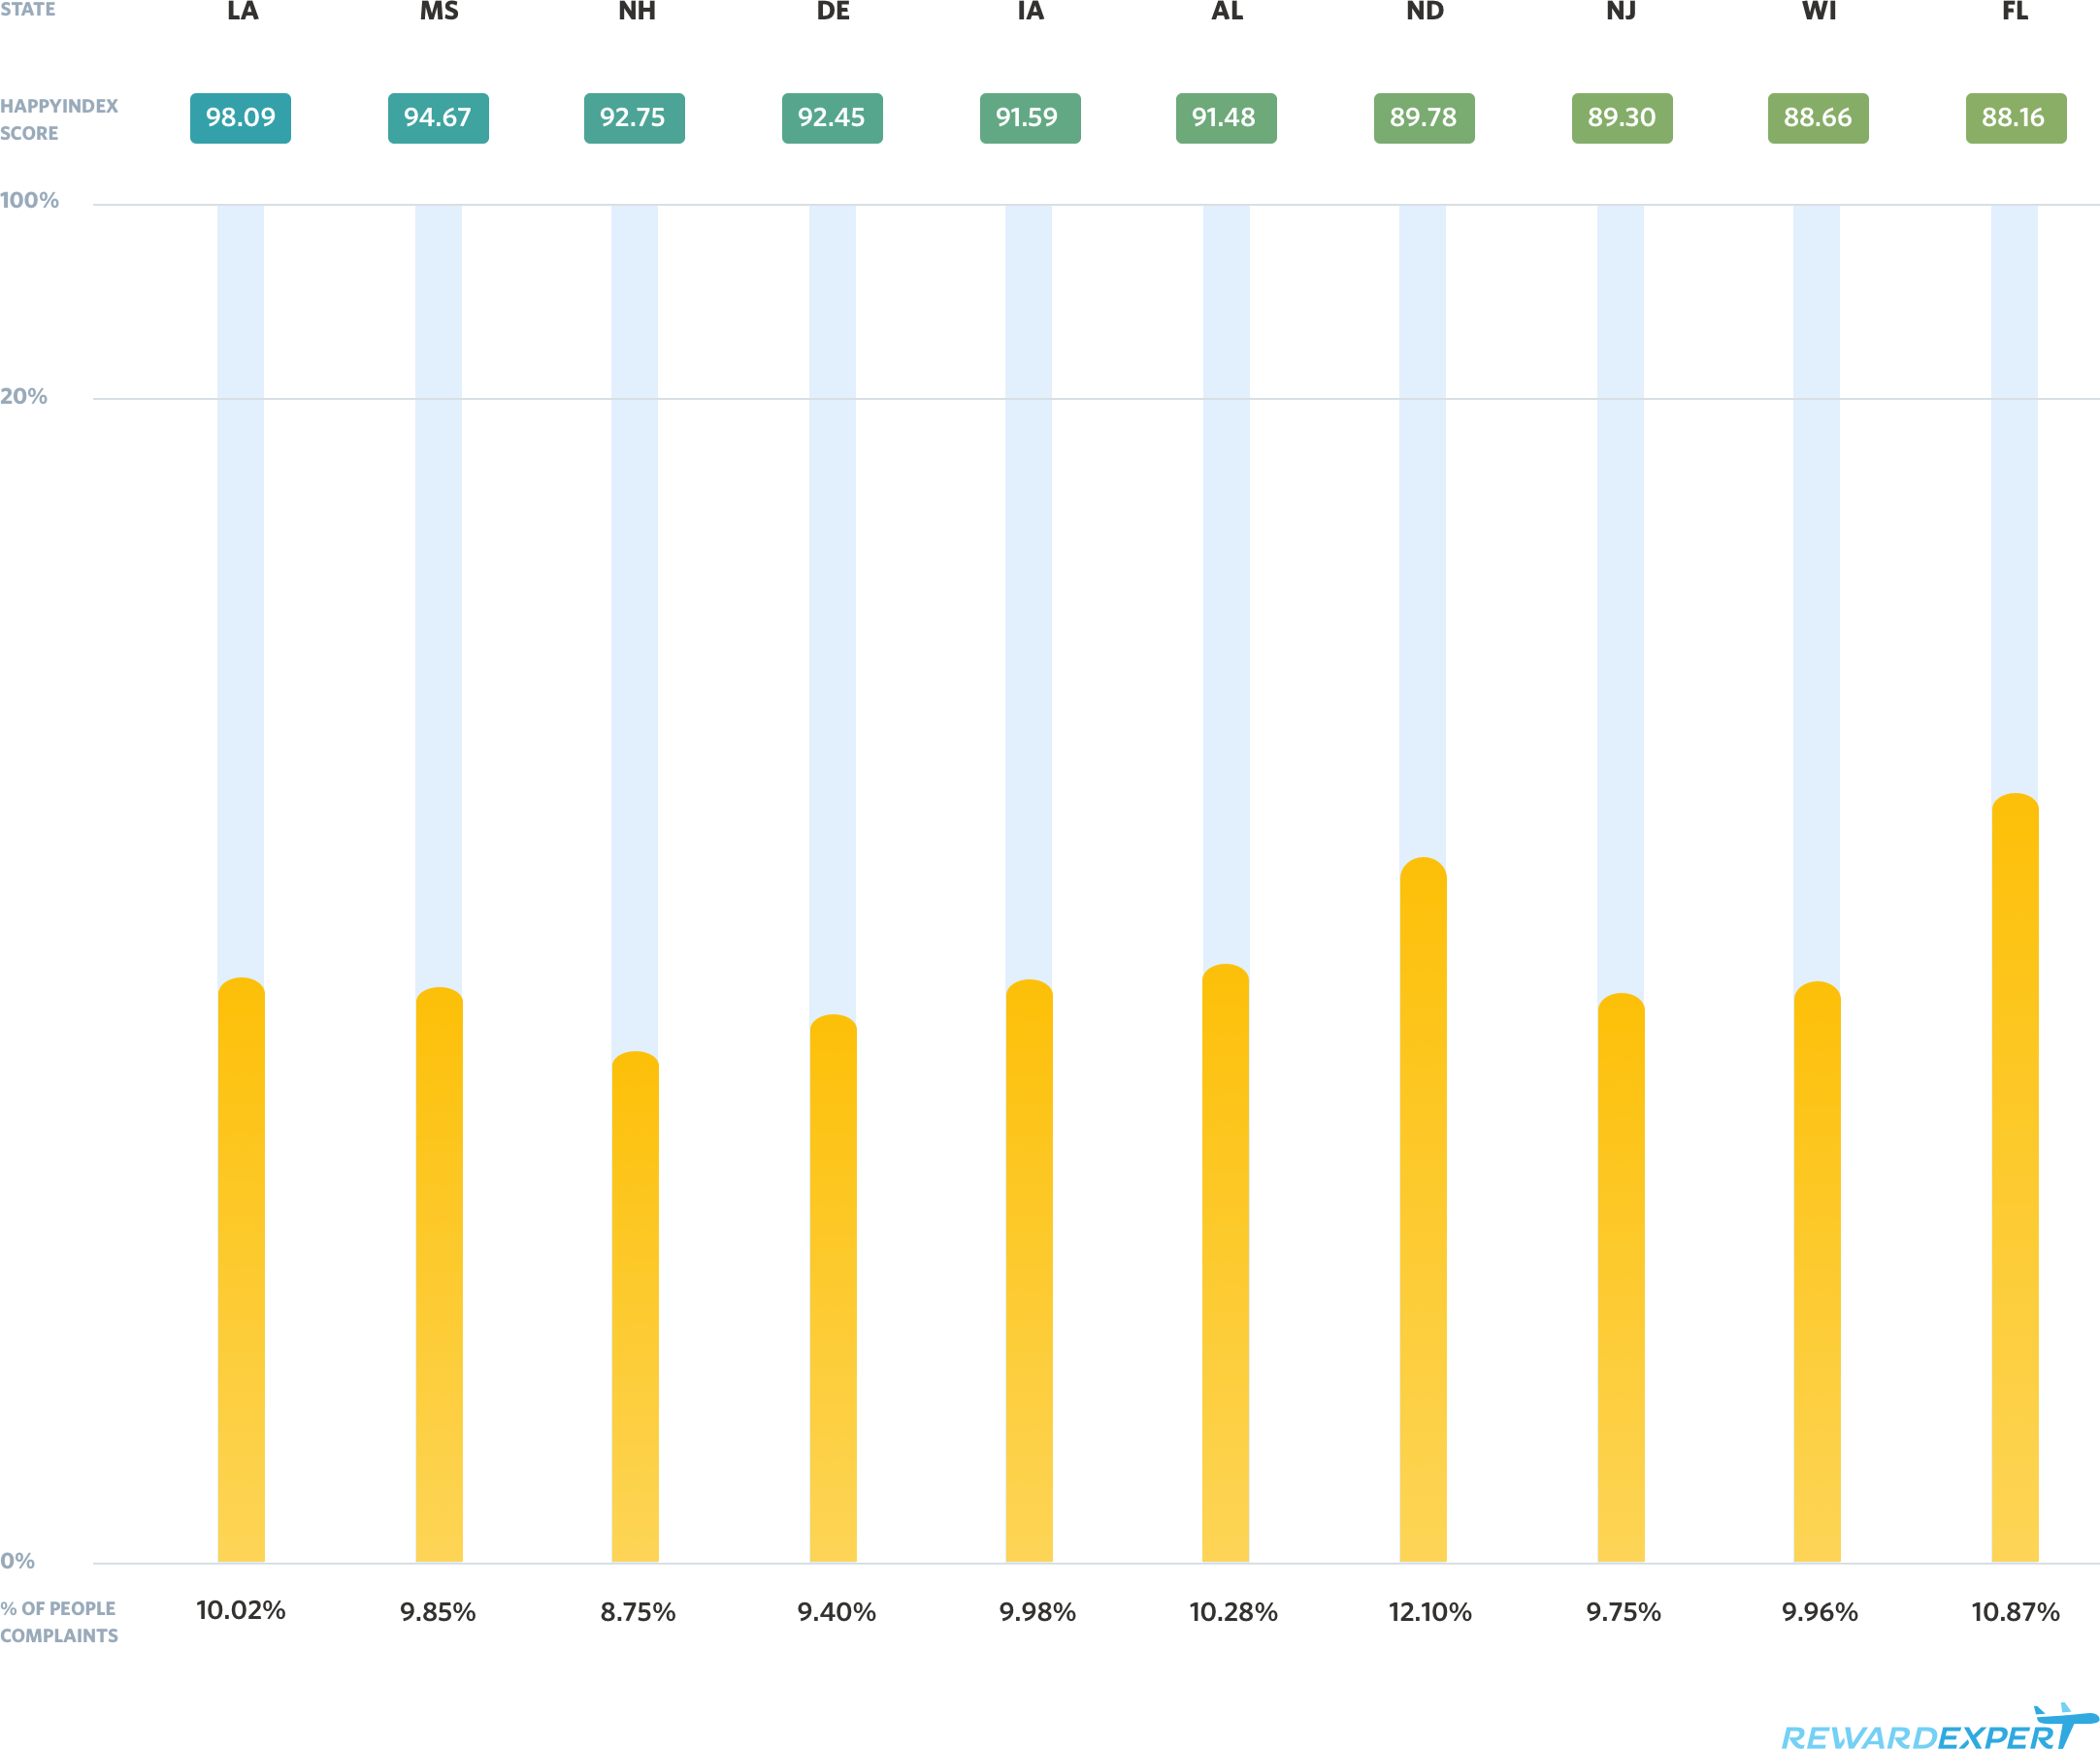 STATE LA MS NH DE IA AL ND NJ WI FL
HAPPYINDEX
SCORE
98.09 94.67 92.75 92.45 91.59 91.48 89.78 89.30 88.66 88.16
100%
20%
0%
% OF PEOPLE
COMPLAINTS
10.02% 9.85% 8.75% 9.40% 9.98% 10.28% 12.10% 9.75% 9.96% 10.87%
REWARDEXPERT